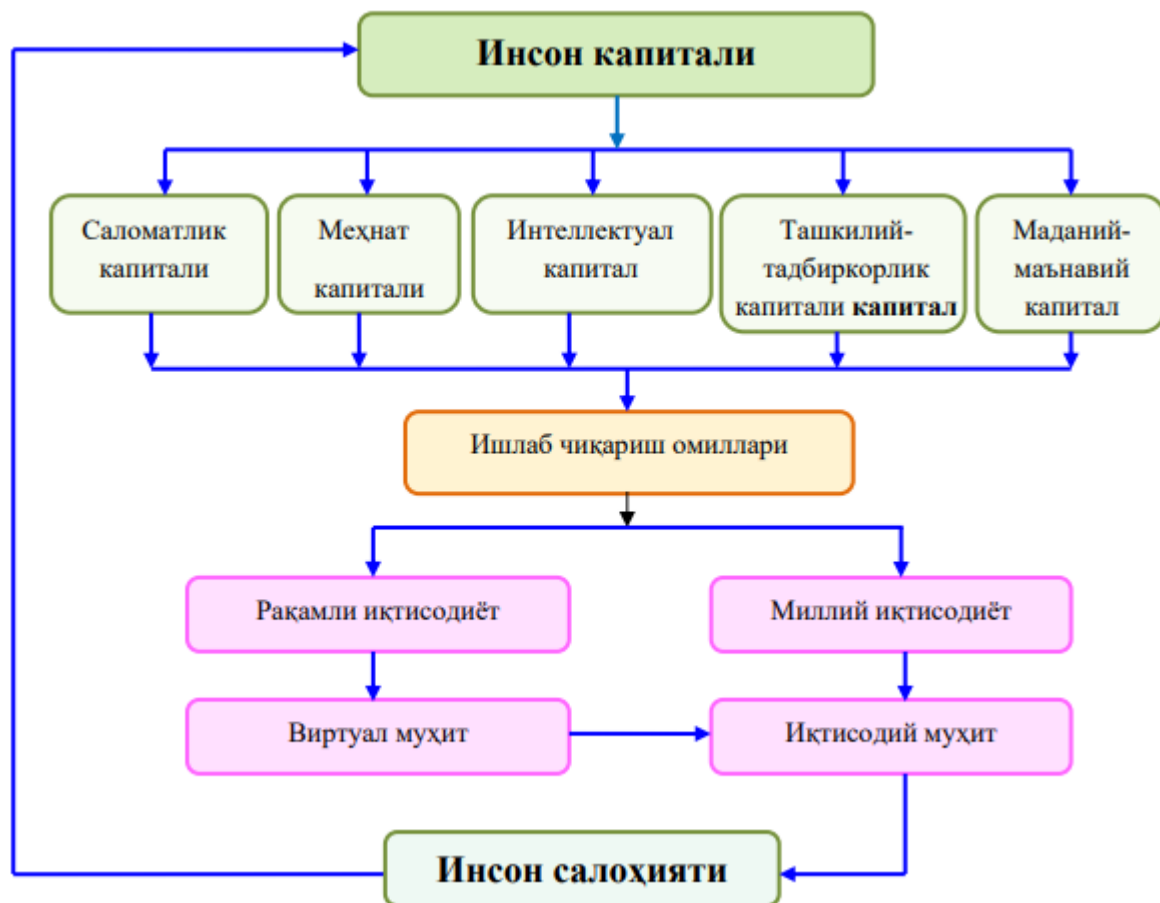 Инсон капитали
Саломатлик
капитали
Меҳнат
капитали
Интеллектуал
капитал
Ташкилий-
тадбиркорлик
капитали капитал
Маданий-
маънавий
капитал
Ишлаб чиқариш омиллари
Рақамли иқтисодиёт
Миллий иқтисодиёт
Виртуал муҳит
Иқтисодий муҳит
Инсон салоҳияти